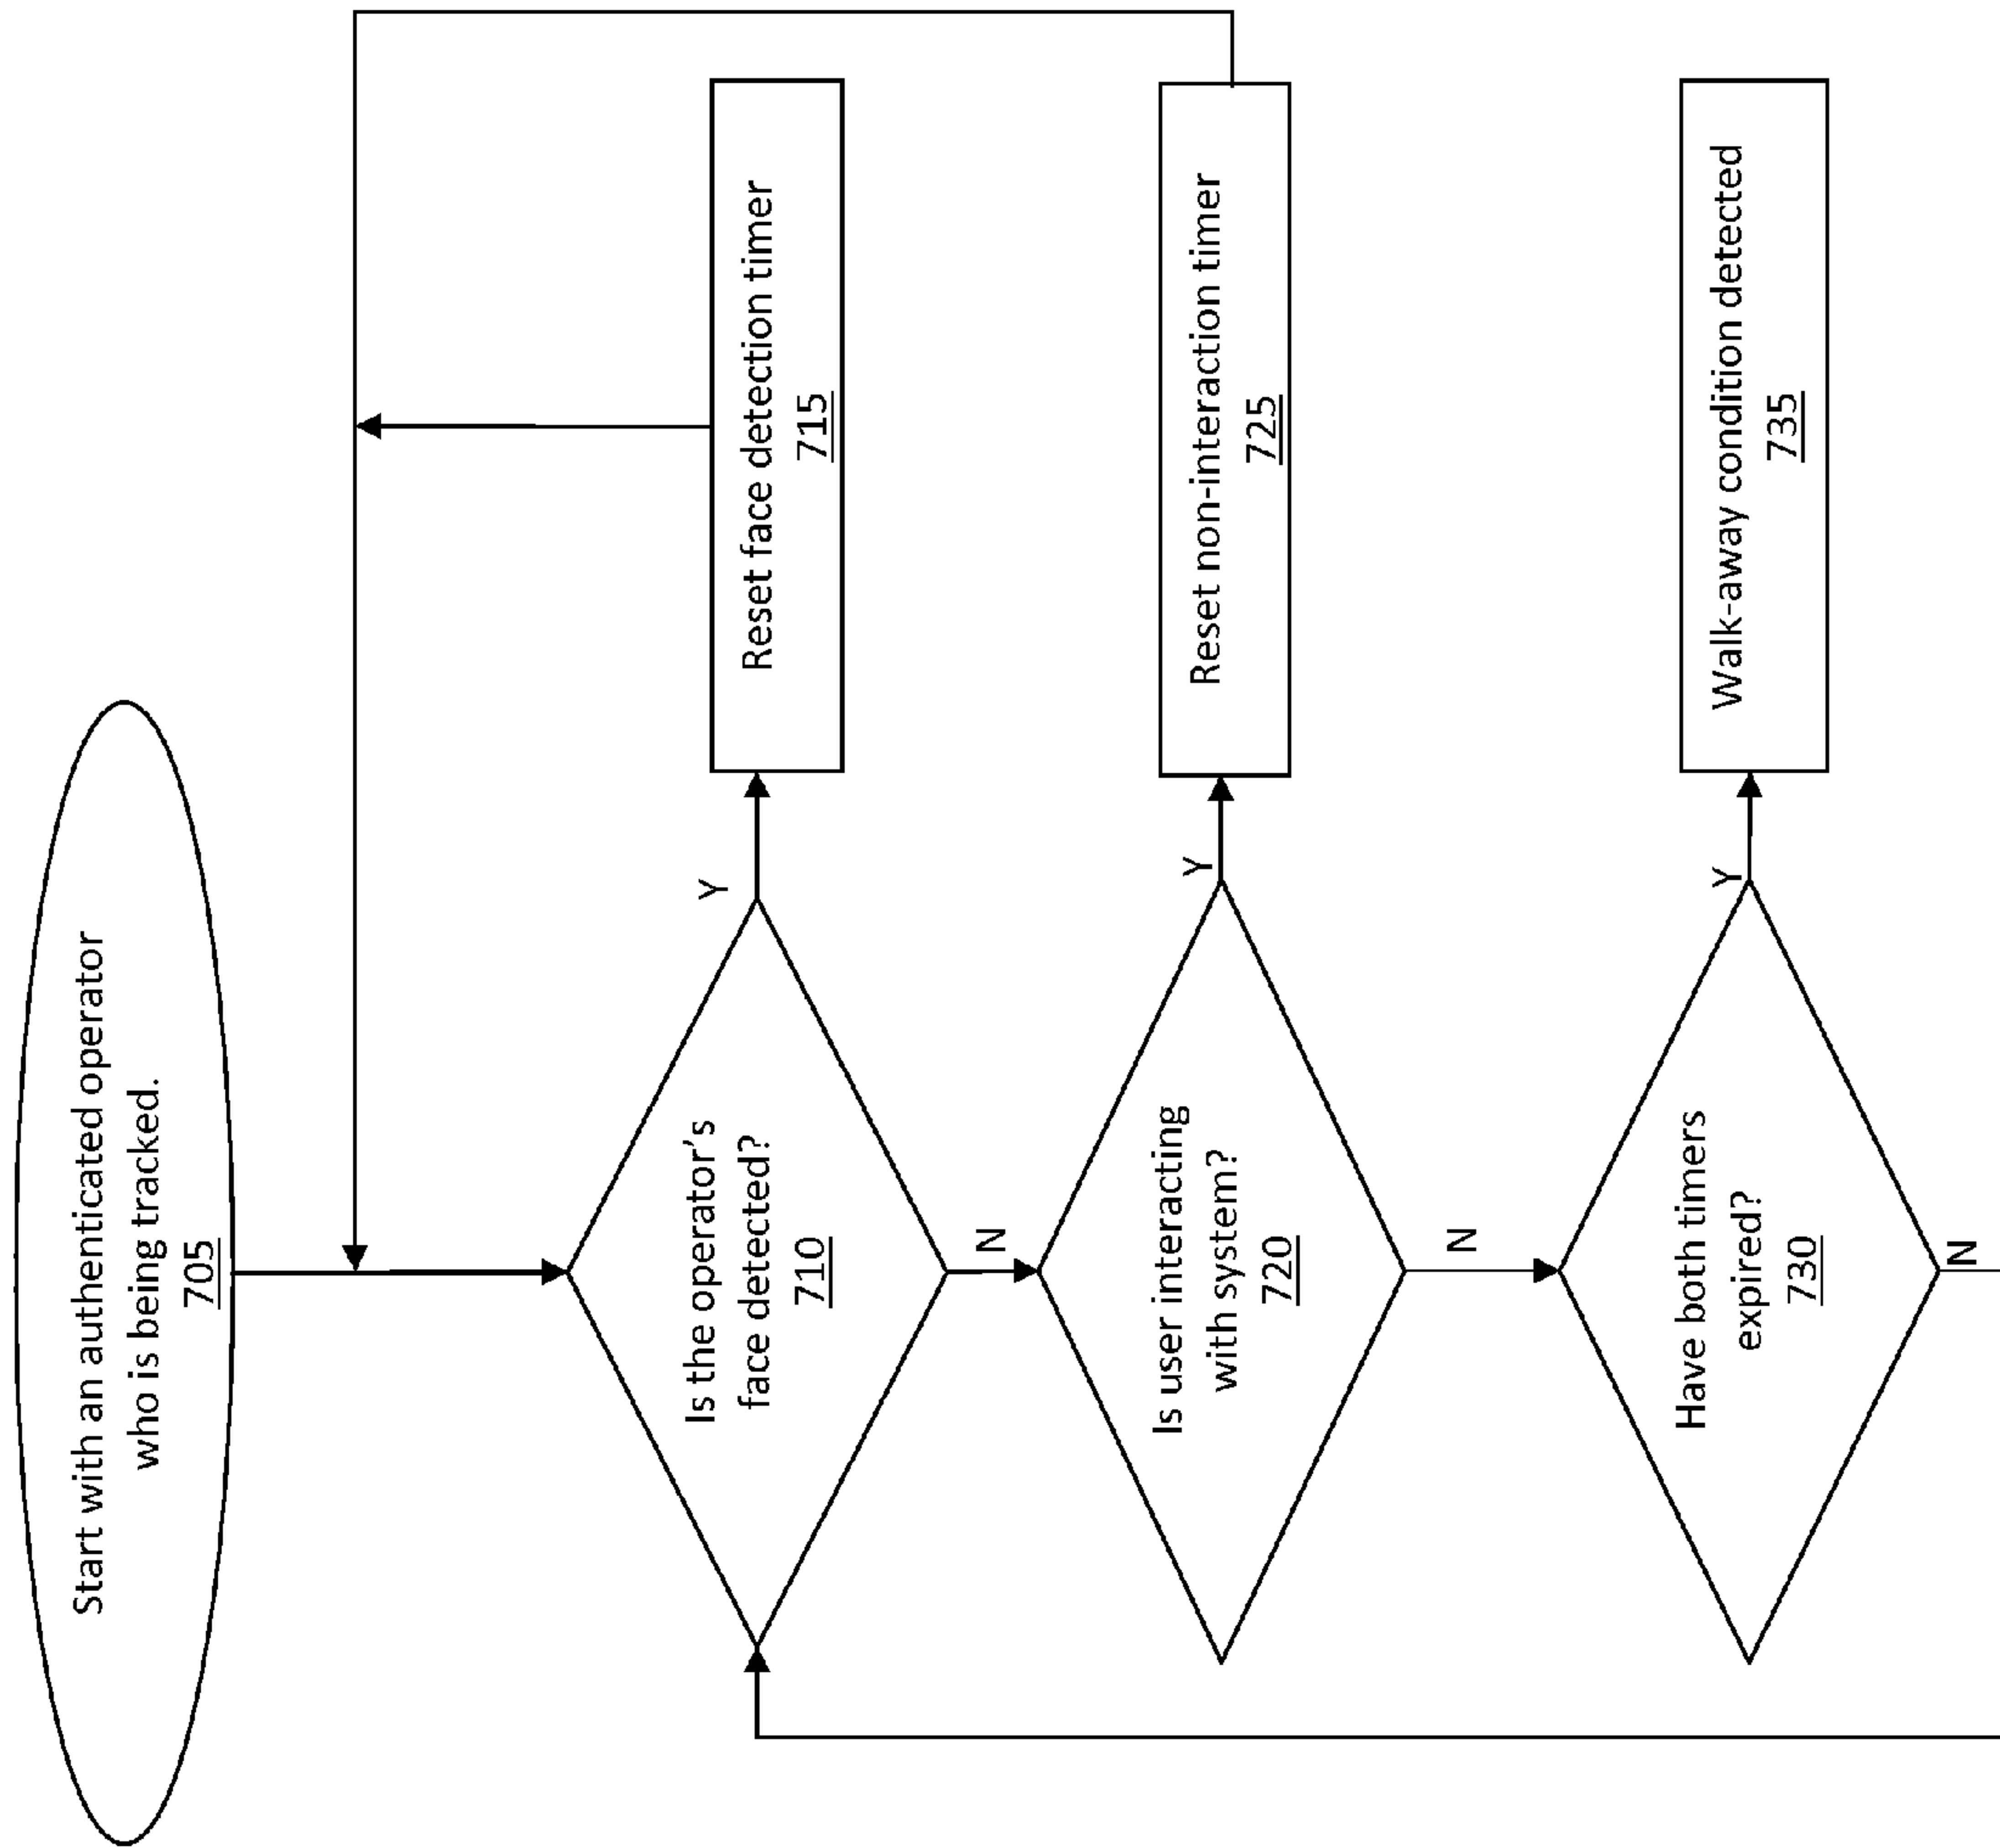 Start with an authenticated operator
who is being tracked.
705
Is the operator's
face detected?
710
Y
Reset face detection timer
715
N
Is user interacting
with system?
720
Y
Reset non-interaction timer
725
N
Have both timers
expired?
730
Y
Walk-away condition detected
735
N